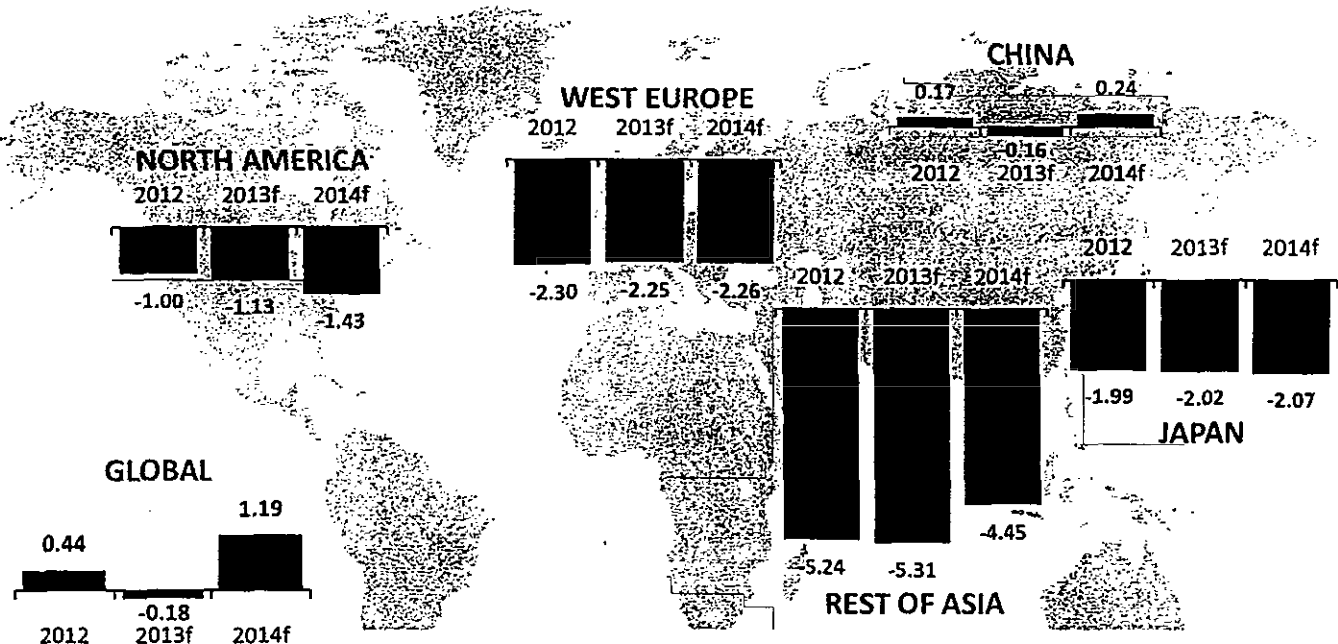 CHINA
0.17 0.24
-0.16
2012 2013f 2014f
WEST EUROPE
2012 2013f 2014f
-2.30 -2.25 -2.26
NORTH AMERICA
2012 2013f 2014f
-1.00 -1.13 -1.43
2012 2013f 2014f
-5.24 -5.31 -4.45
REST OF ASIA
2012 2013f 2014f
-1.99 -2.02 -2.07
JAPAN
GLOBAL
0.44 -0.18 1.19
2012 2013f 2014f